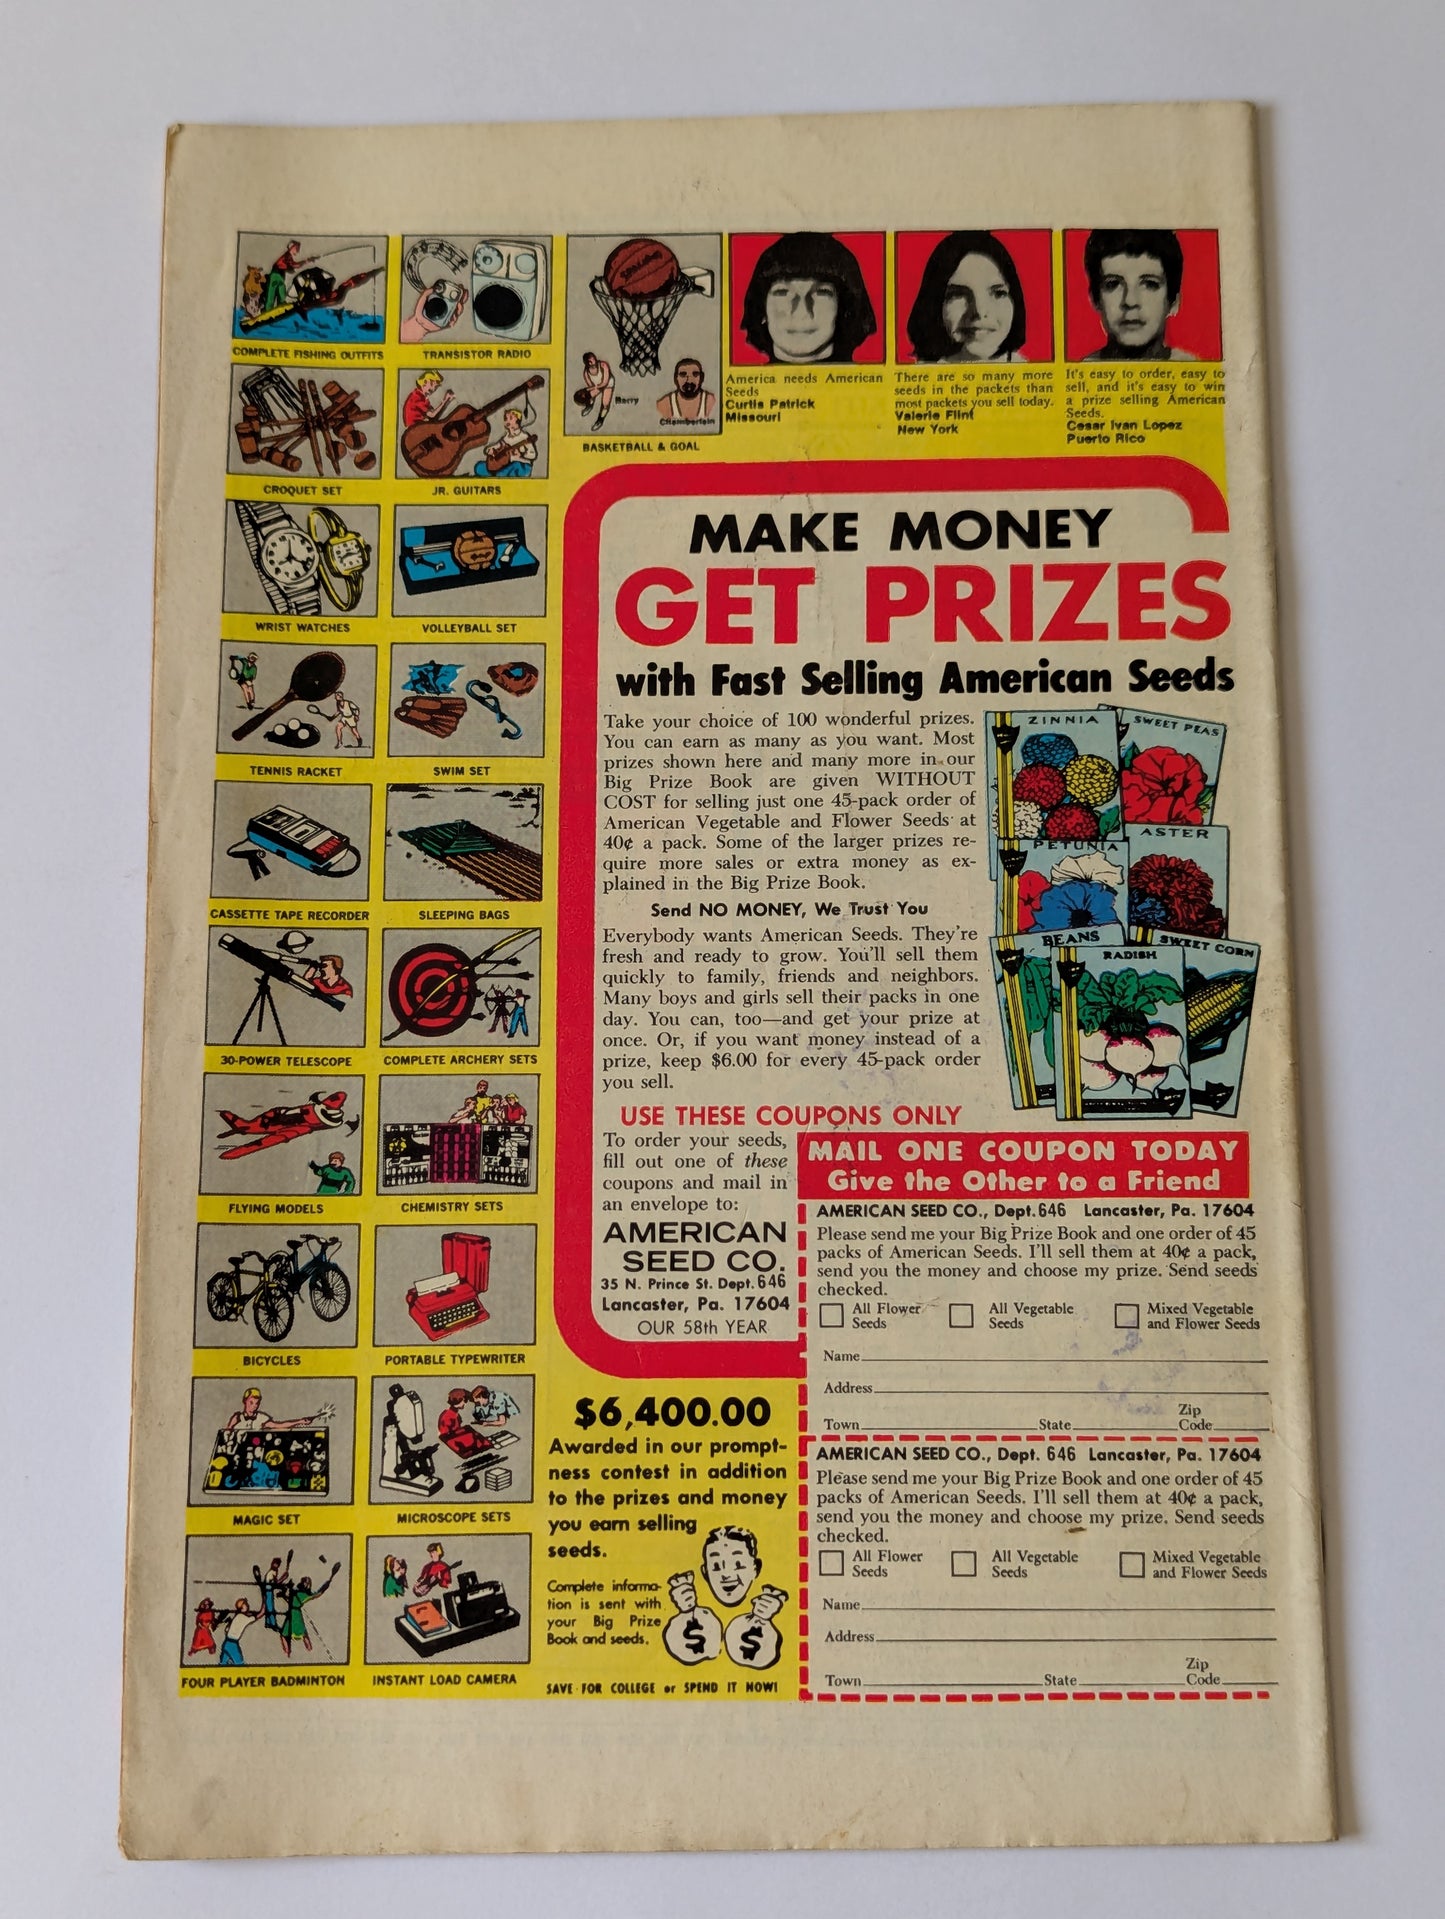 COMPLETE FISHING OUTFITS
TRANSISTOR RADIO
CROQUET SET
JR. GUITARS
WRIST WATCHES
VOLLEYBALL SET
TENNIS RACKET
SWIM SET
CASSETTE TAPE RECORDER
SLEEPING BAGS
30-POWER TELESCOPE
COMPLETE ARCHERY SETS
FLYING MODELS
CHEMISTRY SETS
BICYCLES
PORTABLE TYPEWRITER
MAGIC SET
MICROSCOPE SETS
FOUR PLAYER BADMINTON
INSTANT LOAD CAMERA
SPALDING
Barry
Chamberlain
BASKETBALL & GOAL
America needs American
Seeds
Curtis Patrick
Missouri
There are so many more
seeds in the packets than
most packets you sell today.
Valerie Flint
New York
It's easy to order, easy to
sell, and it's easy to win
a prize selling American
Seeds.
Cesar Ivan Lopez
Puerto Rico
MAKE MONEY
GET PRIZES
with Fast Selling American Seeds
Take your choice of 100 wonderful prizes.
You can earn as many as you want. Most
prizes shown here and many more in our
Big Prize Book are given WITHOUT
COST for selling just one 45-pack order of
American Vegetable and Flower Seeds at
40¢ a pack. Some of the larger prizes re-
quire more sales or extra money as ex-
plained in the Big Prize Book.
Send NO MONEY, We Trust You
Everybody wants American Seeds. They're
fresh and ready to grow. You'll sell them
quickly to family, friends and neighbors.
Many boys and girls sell their packs in one
day. You can, too—and get your prize at
once. Or, if you want money instead of a
prize, keep $6.00 for every 45-pack order
you sell.
ZINNIA
SWEET PEAS
PETUNIA
ASTER
BEANS
RADISH
SWEET CORN
USE THESE COUPONS ONLY
To order your seeds,
fill out one of these
coupons and mail in
an envelope to:
AMERICAN
SEED CO.
35 N. Prince St. Dept. 646
Lancaster, Pa. 17604
OUR 58th YEAR
MAIL ONE COUPON TODAY
Give the Other to a Friend
AMERICAN SEED CO., Dept. 646 Lancaster, Pa. 17604
Please send me your Big Prize Book and one order of 45
packs of American Seeds. I'll sell them at 40¢ a pack,
send you the money and choose my prize. Send seeds
checked.
All Flower
Seeds
All Vegetable
Seeds
Mixed Vegetable
and Flower Seeds
Name
Address
Town State Zip Code
AMERICAN SEED CO., Dept. 646 Lancaster, Pa. 17604
Please send me your Big Prize Book and one order of 45
packs of American Seeds. I'll sell them at 40¢ a pack,
send you the money and choose my prize. Send seeds
checked.
All Flower
Seeds
All Vegetable
Seeds
Mixed Vegetable
and Flower Seeds
Name
Address
Town State Zip Code
$6,400.00
Awarded in our prompt-
ness contest in addition
to the prizes and money
you earn selling
seeds.
Complete informa-
tion is sent with
your Big Prize
Book and seeds.
$ $
SAVE FOR COLLEGE or SPEND IT NOW!